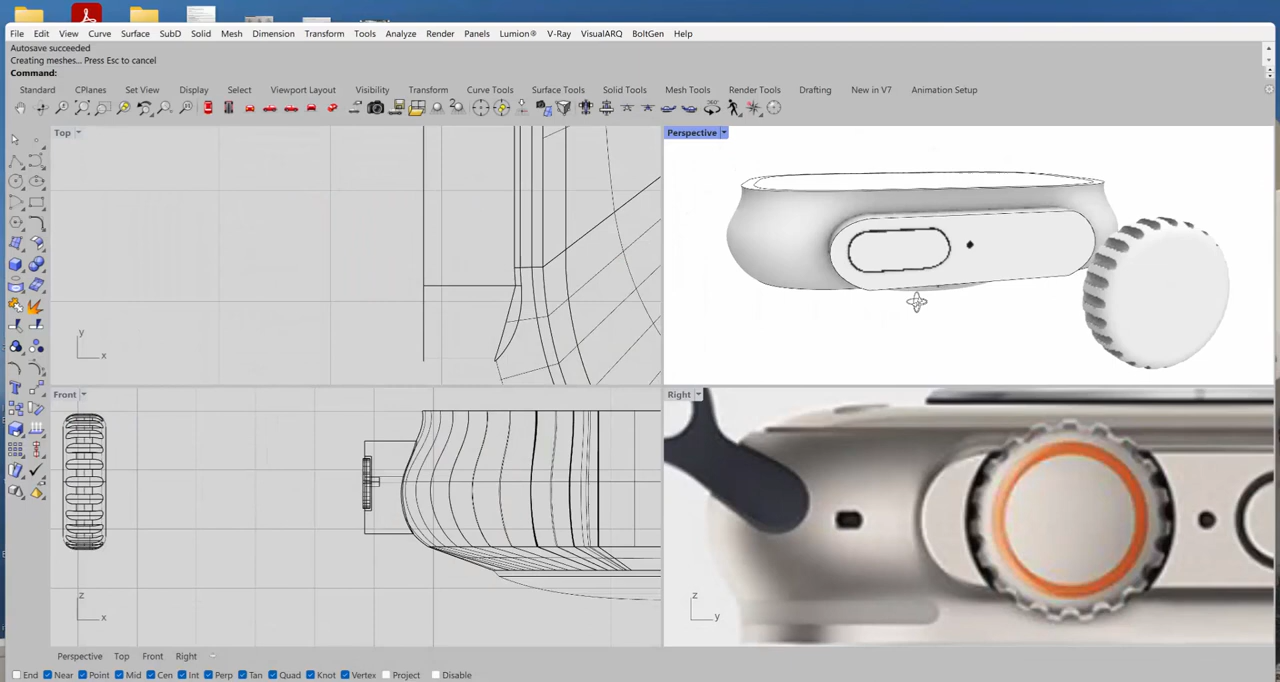 File Edit View Curve Surface SubD Solid Mesh Dimension Transform Tools Analyze Render Panels Lumion® V-Ray VisualARQ BoltGen Help
Autosave succeeded
Creating meshes... Press Esc to cancel
Command:
Standard CPlanes Set View Display Select Viewport Layout Visibility Transform Curve Tools Surface Tools Solid Tools Mesh Tools Render Tools Drafting New in V7 Animation Setup
Top
Perspective
y
x
Front
Right
z
x
z
y
Perspective Top Front Right
End Near Point Mid Cen Int Perp Tan Quad Knot Vertex Project Disable